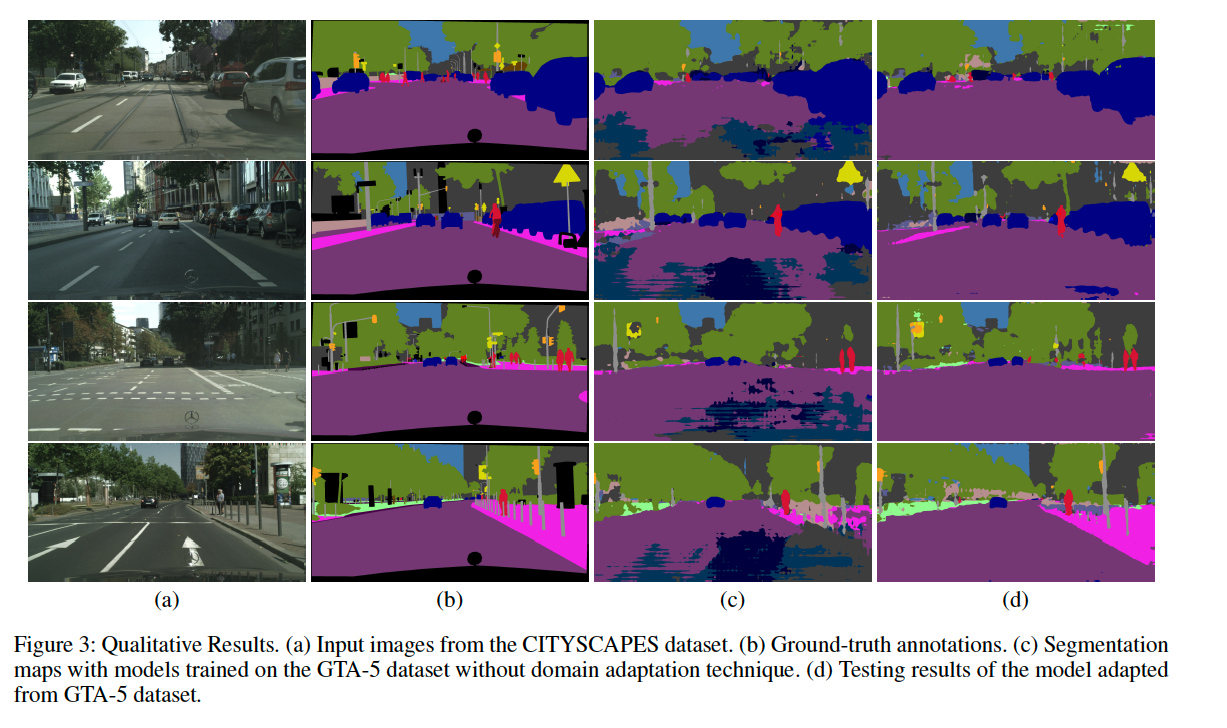 (a) (b) (c) (d)
Figure 3: Qualitative Results. (a) Input images from the CITYSCAPES dataset. (b) Ground-truth annotations. (c) Segmentation
maps with models trained on the GTA-5 dataset without domain adaptation technique. (d) Testing results of the model adapted
from GTA-5 dataset.